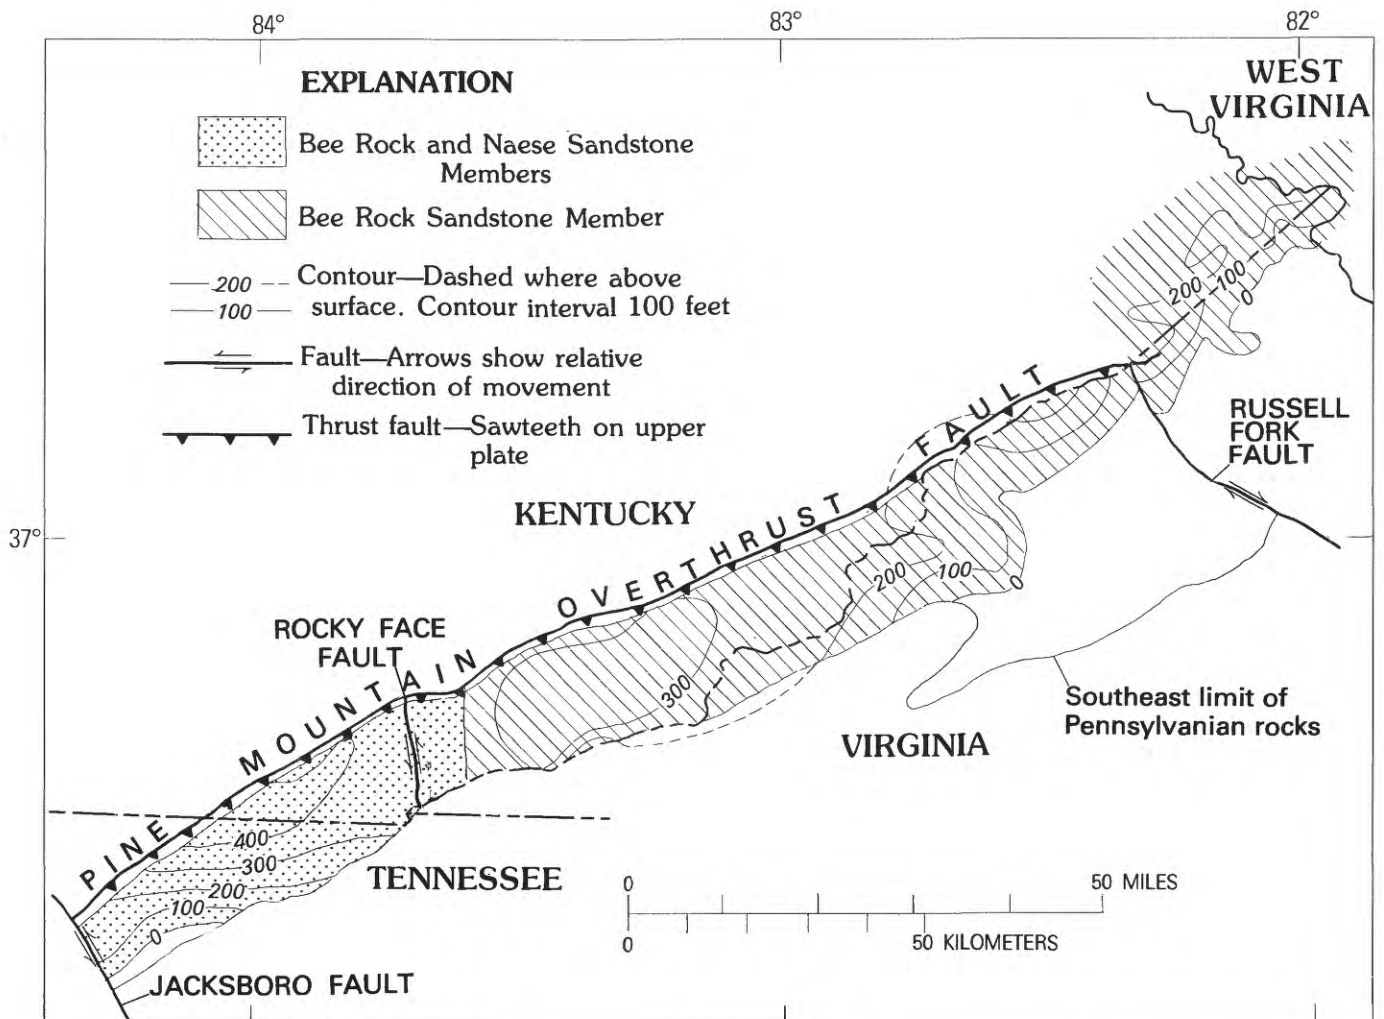 84°
83°
82°
EXPLANATION
Bee Rock and Naese Sandstone
Members
Bee Rock Sandstone Member
200
100
Contour—Dashed where above
surface. Contour interval 100 feet
Fault—Arrows show relative
direction of movement
Thrust fault—Sawteeth on upper
plate
WEST
VIRGINIA
200
100
0
RUSSELL
FORK
FAULT
KENTUCKY
37°
PINE MOUNTAIN OVERTHRUST FAULT
200
100
0
ROCKY FACE
FAULT
300
Southeast limit of
Pennsylvanian rocks
VIRGINIA
400
300
200
100
0
TENNESSEE
0
50 MILES
0
50 KILOMETERS
JACKSBORO FAULT